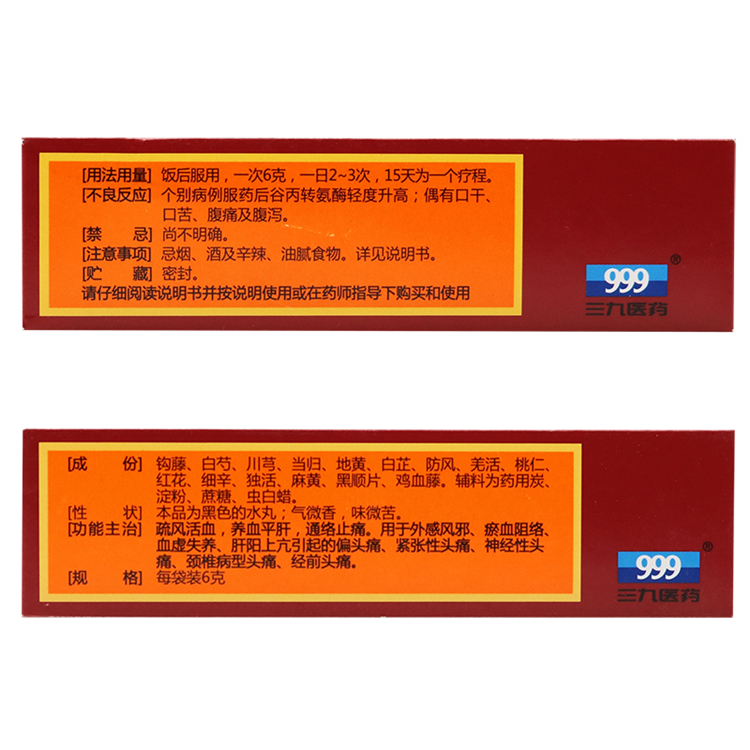 [用法用量] 饭后服用，一次6克，一日2~3次，15天为一个疗程。
[不良反应] 个别病例服药后谷丙转氨酶轻度升高；偶有口干、
口苦、腹痛及腹泻。
[禁 忌] 尚不明确。
[注意事项] 忌烟、酒及辛辣、油腻食物。详见说明书。
[贮 藏] 密封。
请仔细阅读说明书并按说明使用或在药师指导下购买和使用
999®
三九医药
[成 份] 钩藤、白芍、川芎、当归、地黄、白芷、防风、羌活、桃仁、
红花、细辛、独活、麻黄、黑顺片、鸡血藤。辅料为药用炭、
淀粉、蔗糖、虫白蜡。
[性 状] 本品为黑色的水丸；气微香，味微苦。
[功能主治] 疏风活血，养血平肝，通络止痛。用于外感风邪、瘀血阻络、
血虚失养、肝阳上亢引起的偏头痛、紧张性头痛、神经性头
痛、颈椎病型头痛、经前头痛。
[规 格] 每袋装6克
999®
三九医药